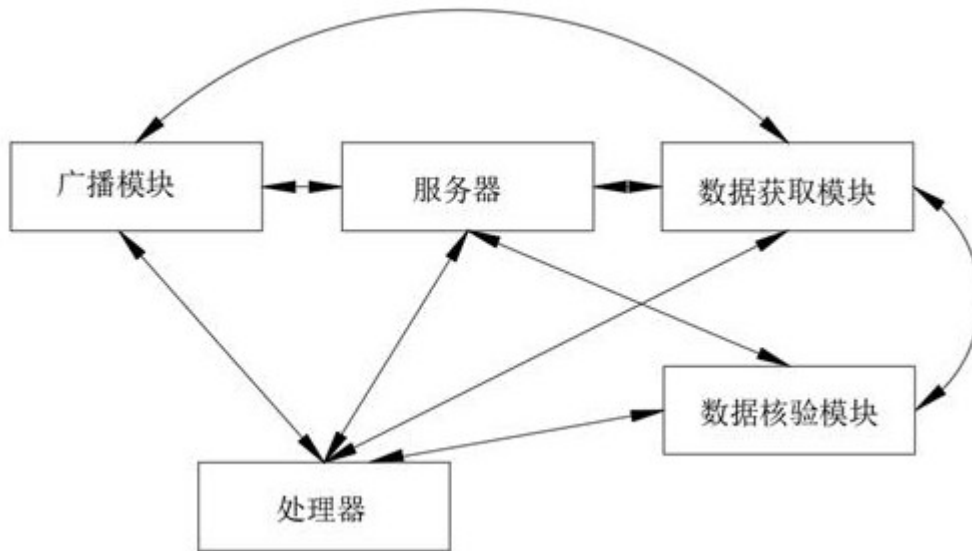 广播模块
服务器
数据获取模块
数据核验模块
处理器